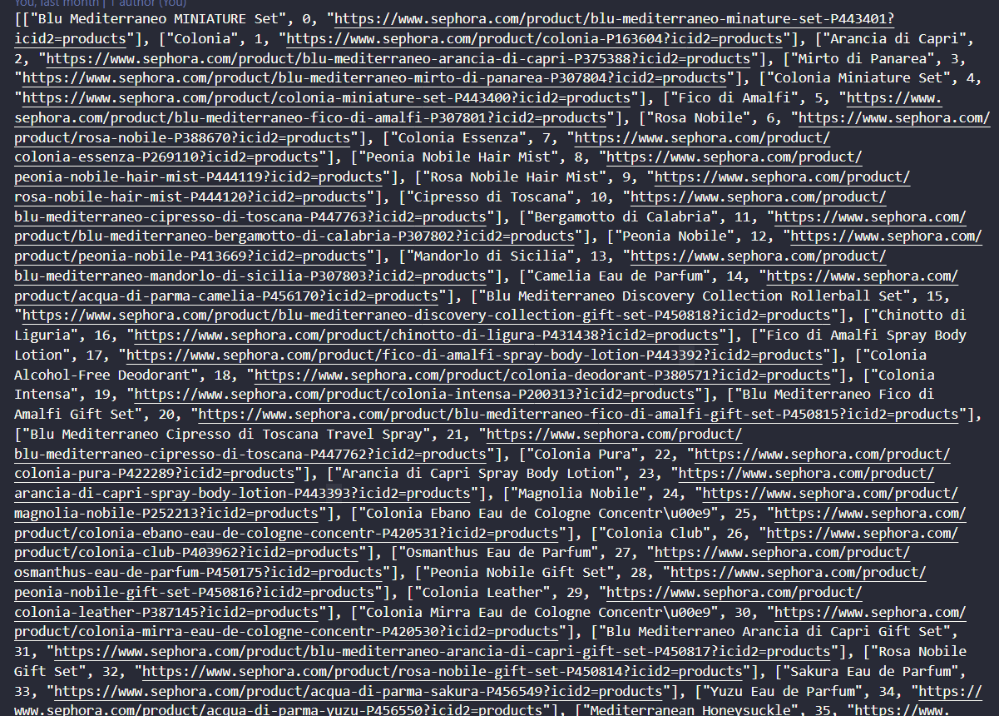 You, last month | 1 author (You)
[["Blu Mediterraneo MINIATURE Set", 0, "https://www.sephora.com/product/blu-mediterraneo-minature-set-P443401?
icid2=products"], ["Colonia", 1, "https://www.sephora.com/product/colonia-P163604?icid2=products"], ["Arancia di Capri",
2, "https://www.sephora.com/product/blu-mediterraneo-arancia-di-capri-P375388?icid2=products"], ["Mirto di Panarea", 3,
"https://www.sephora.com/product/blu-mediterraneo-mirto-di-panarea-P307804?icid2=products"], ["Colonia Miniature Set", 4,
"https://www.sephora.com/product/colonia-miniature-set-P443400?icid2=products"], ["Fico di Amalfi", 5, "https://www.
sephora.com/product/blu-mediterraneo-fico-di-amalfi-P307801?icid2=products"], ["Rosa Nobile", 6, "https://www.sephora.com/
product/rosa-nobile-P388670?icid2=products"], ["Colonia Essenza", 7, "https://www.sephora.com/product/
colonia-essenza-P269110?icid2=products"], ["Peonia Nobile Hair Mist", 8, "https://www.sephora.com/product/
peonia-nobile-hair-mist-P444119?icid2=products"], ["Rosa Nobile Hair Mist", 9, "https://www.sephora.com/product/
rosa-nobile-hair-mist-P444120?icid2=products"], ["Cipresso di Toscana", 10, "https://www.sephora.com/product/
blu-mediterraneo-cipresso-di-toscana-P447763?icid2=products"], ["Bergamotto di Calabria", 11, "https://www.sephora.com/
product/blu-mediterraneo-bergamotto-di-calabria-P307802?icid2=products"], ["Peonia Nobile", 12, "https://www.sephora.com/
product/peonia-nobile-P413669?icid2=products"], ["Mandorlo di Sicilia", 13, "https://www.sephora.com/product/
blu-mediterraneo-mandorlo-di-sicilia-P307803?icid2=products"], ["Camelia Eau de Parfum", 14, "https://www.sephora.com/
product/acqua-di-parma-camelia-P456170?icid2=products"], ["Blu Mediterraneo Discovery Collection Rollerball Set", 15,
"https://www.sephora.com/product/blu-mediterraneo-discovery-collection-gift-set-P450818?icid2=products"], ["Chinotto di
Liguria", 16, "https://www.sephora.com/product/chinotto-di-ligura-P431438?icid2=products"], ["Fico di Amalfi Spray Body
Lotion", 17, "https://www.sephora.com/product/fico-di-amalfi-spray-body-lotion-P443392?icid2=products"], ["Colonia
Alcohol-Free Deodorant", 18, "https://www.sephora.com/product/colonia-deodorant-P380571?icid2=products"], ["Colonia
Intensa", 19, "https://www.sephora.com/product/colonia-intensa-P200313?icid2=products"], ["Blu Mediterraneo Fico di
Amalfi Gift Set", 20, "https://www.sephora.com/product/blu-mediterraneo-fico-di-amalfi-gift-set-P450815?icid2=products"],
["Blu Mediterraneo Cipresso di Toscana Travel Spray", 21, "https://www.sephora.com/product/
blu-mediterraneo-cipresso-di-toscana-P447762?icid2=products"], ["Colonia Pura", 22, "https://www.sephora.com/product/
colonia-pura-P422289?icid2=products"], ["Arancia di Capri Spray Body Lotion", 23, "https://www.sephora.com/product/
arancia-di-capri-spray-body-lotion-P443393?icid2=products"], ["Magnolia Nobile", 24, "https://www.sephora.com/product/
magnolia-nobile-P252213?icid2=products"], ["Colonia Ebano Eau de Cologne Concentr\u00e9", 25, "https://www.sephora.com/
product/colonia-ebano-eau-de-cologne-concentr-P420531?icid2=products"], ["Colonia Club", 26, "https://www.sephora.com/
product/colonia-club-P403962?icid2=products"], ["Osmanthus Eau de Parfum", 27, "https://www.sephora.com/product/
osmanthus-eau-de-parfum-P450175?icid2=products"], ["Peonia Nobile Gift Set", 28, "https://www.sephora.com/product/
peonia-nobile-gift-set-P450816?icid2=products"], ["Colonia Leather", 29, "https://www.sephora.com/product/
colonia-leather-P387145?icid2=products"], ["Colonia Mirra Eau de Cologne Concentr\u00e9", 30, "https://www.sephora.com/
product/colonia-mirra-eau-de-cologne-concentr-P420530?icid2=products"], ["Blu Mediterraneo Arancia di Capri Gift Set",
31, "https://www.sephora.com/product/blu-mediterraneo-arancia-di-capri-gift-set-P450817?icid2=products"], ["Rosa Nobile
Gift Set", 32, "https://www.sephora.com/product/rosa-nobile-gift-set-P450814?icid2=products"], ["Sakura Eau de Parfum",
33, "https://www.sephora.com/product/acqua-di-parma-sakura-P456549?icid2=products"], ["Yuzu Eau de Parfum", 34, "https://
www.sephora.com/product/acqua-di-parma-yuzu-P456550?icid2=products"], ["Mediterranean Honeysuckle", 35, "https://www.